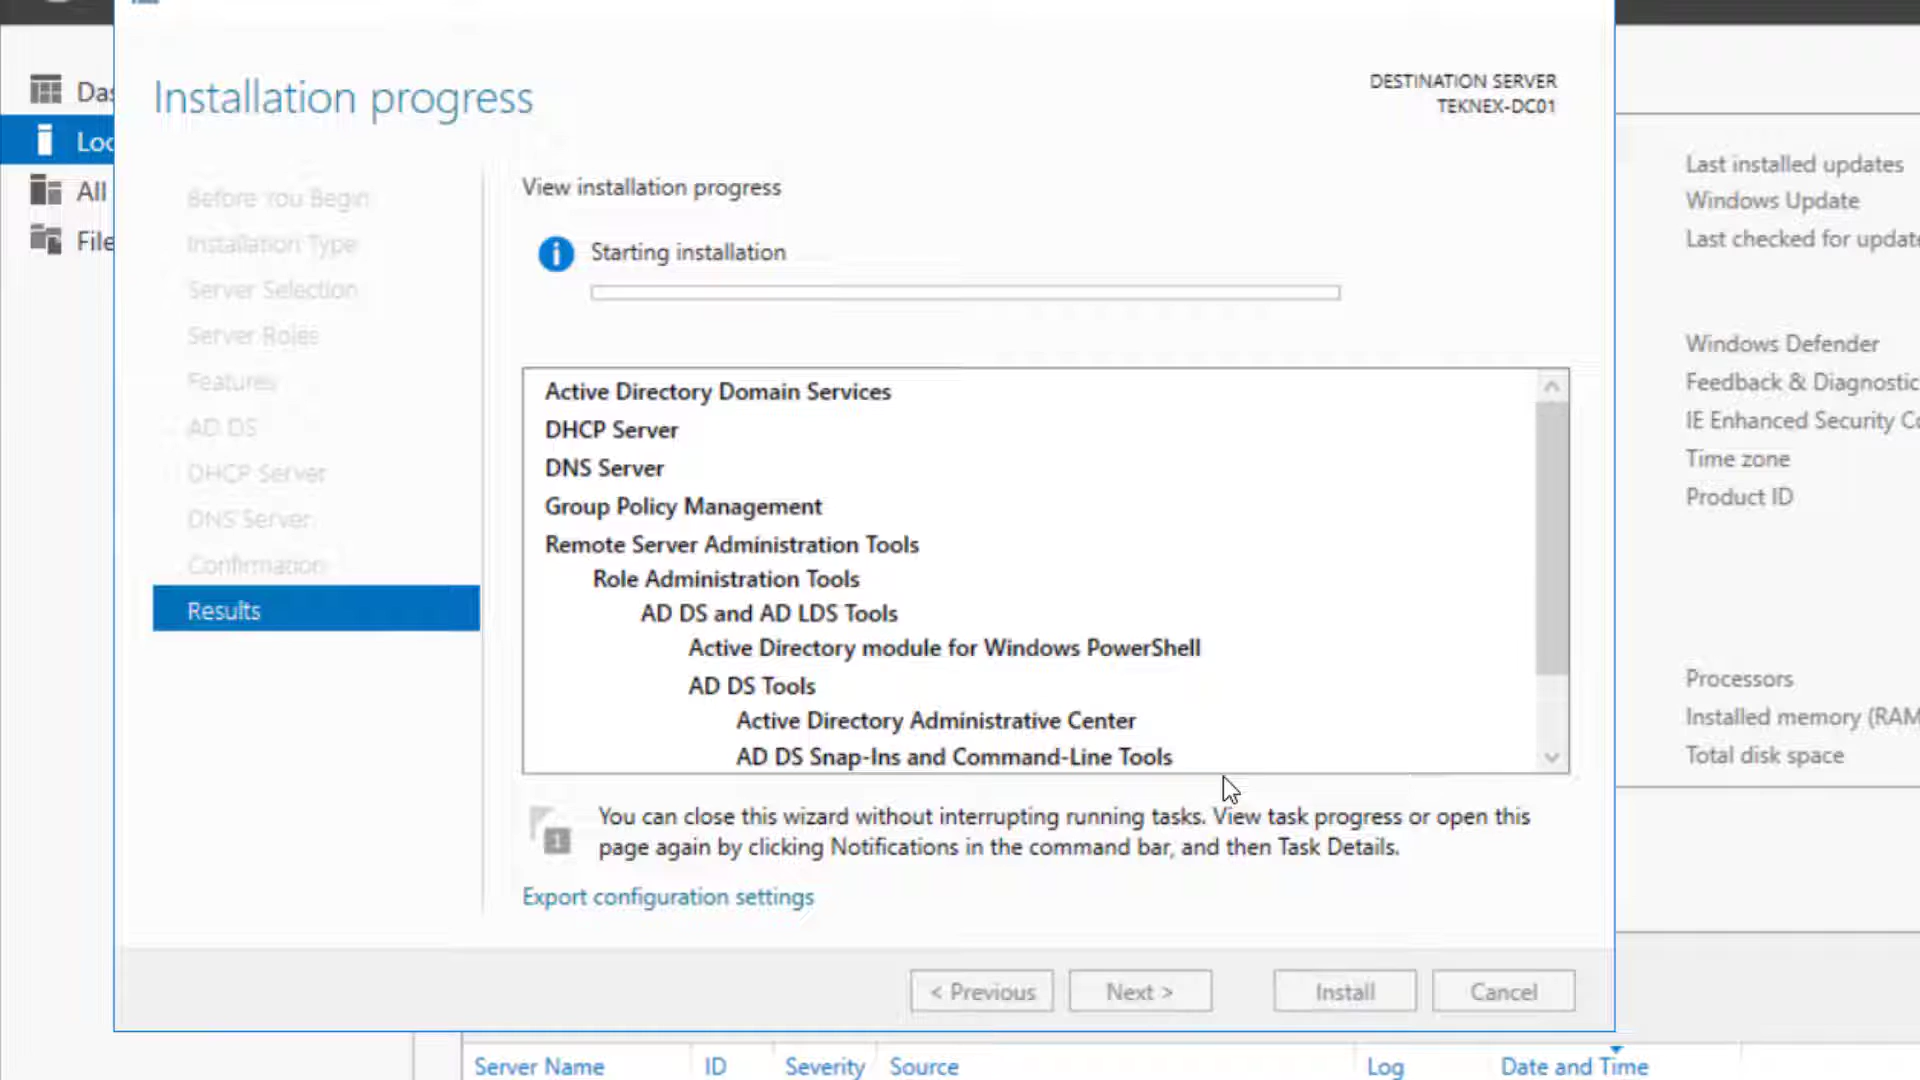 Installation progress
DESTINATION SERVER
TEKNEX-DC01
Das
Loc
All
File
Before You Begin
Installation Type
Server Selection
Server Roles
Features
AD DS
DHCP Server
DNS Server
Confirmation
Results
View installation progress
Starting installation
Active Directory Domain Services
DHCP Server
DNS Server
Group Policy Management
Remote Server Administration Tools
Role Administration Tools
AD DS and AD LDS Tools
Active Directory module for Windows PowerShell
AD DS Tools
Active Directory Administrative Center
AD DS Snap-Ins and Command-Line Tools
1
You can close this wizard without interrupting running tasks. View task progress or open this
page again by clicking Notifications in the command bar, and then Task Details.
Export configuration settings
< Previous
Next >
Install
Cancel
Last installed updates
Windows Update
Last checked for update
Windows Defender
Feedback & Diagnostic
IE Enhanced Security Co
Time zone
Product ID
Processors
Installed memory (RAM
Total disk space
Server Name ID Severity Source Log Date and Time